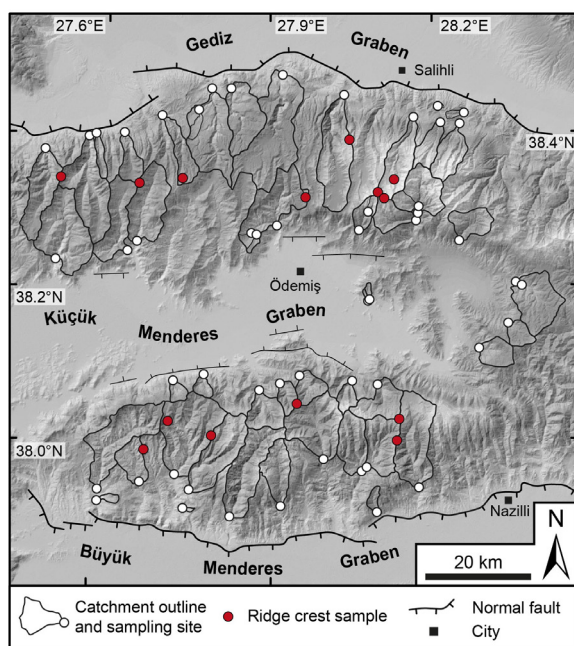 27.6°E 27.9°E 28.2°E
Gediz Graben
Salihli
38.4°N
38.2°N
Ödemiş
Küçük Menderes Graben
38.0°N
Nazilli
Büyük Menderes Graben
N
20 km
Catchment outline
and sampling site
Ridge crest sample
Normal fault
City